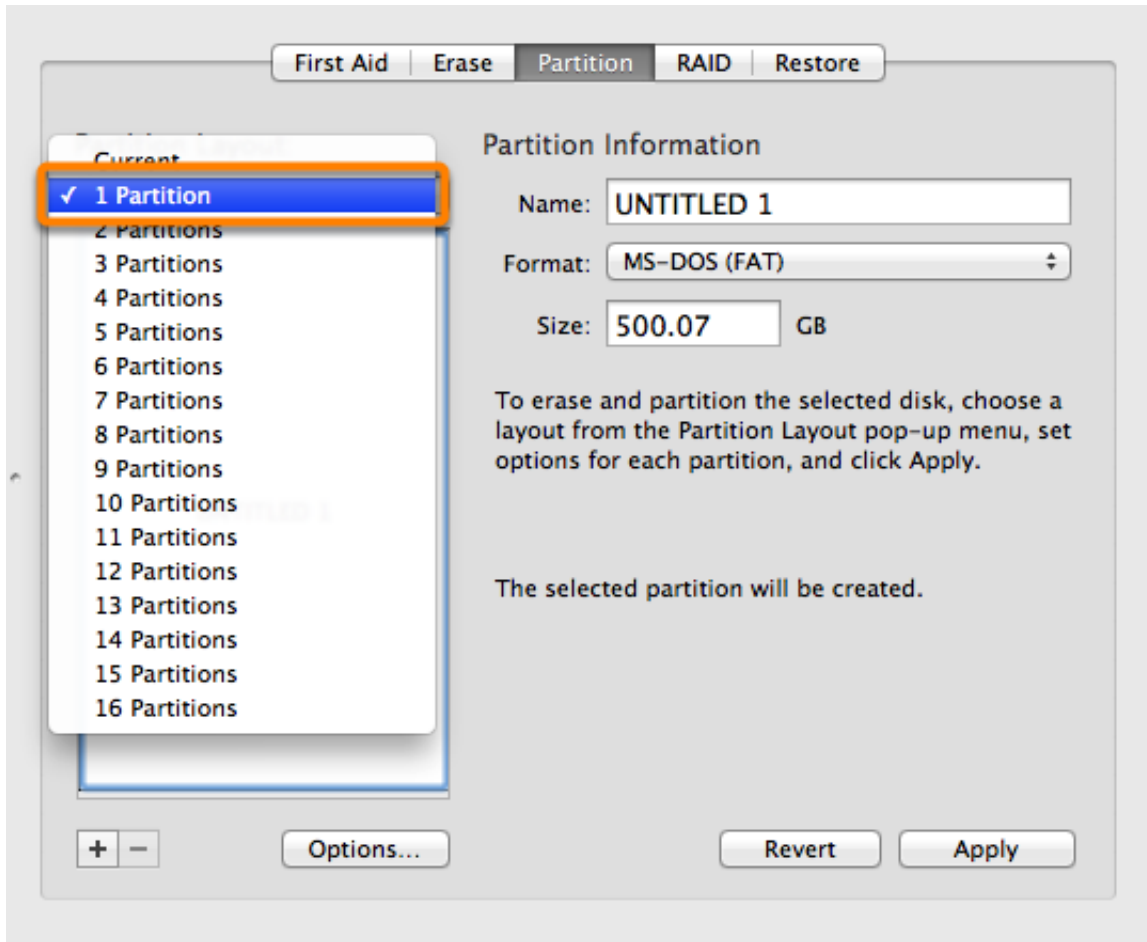 First Aid Erase Partition RAID Restore
Partition Layout:
Current
✓ 1 Partition
2 Partitions
3 Partitions
4 Partitions
5 Partitions
6 Partitions
7 Partitions
8 Partitions
9 Partitions
10 Partitions
11 Partitions
12 Partitions
13 Partitions
14 Partitions
15 Partitions
16 Partitions
UNTITLED 1
+ −
Options...
Partition Information
Name: UNTITLED 1
Format: MS-DOS (FAT)
Size: 500.07 GB
To erase and partition the selected disk, choose a
layout from the Partition Layout pop-up menu, set
options for each partition, and click Apply.
The selected partition will be created.
Revert Apply